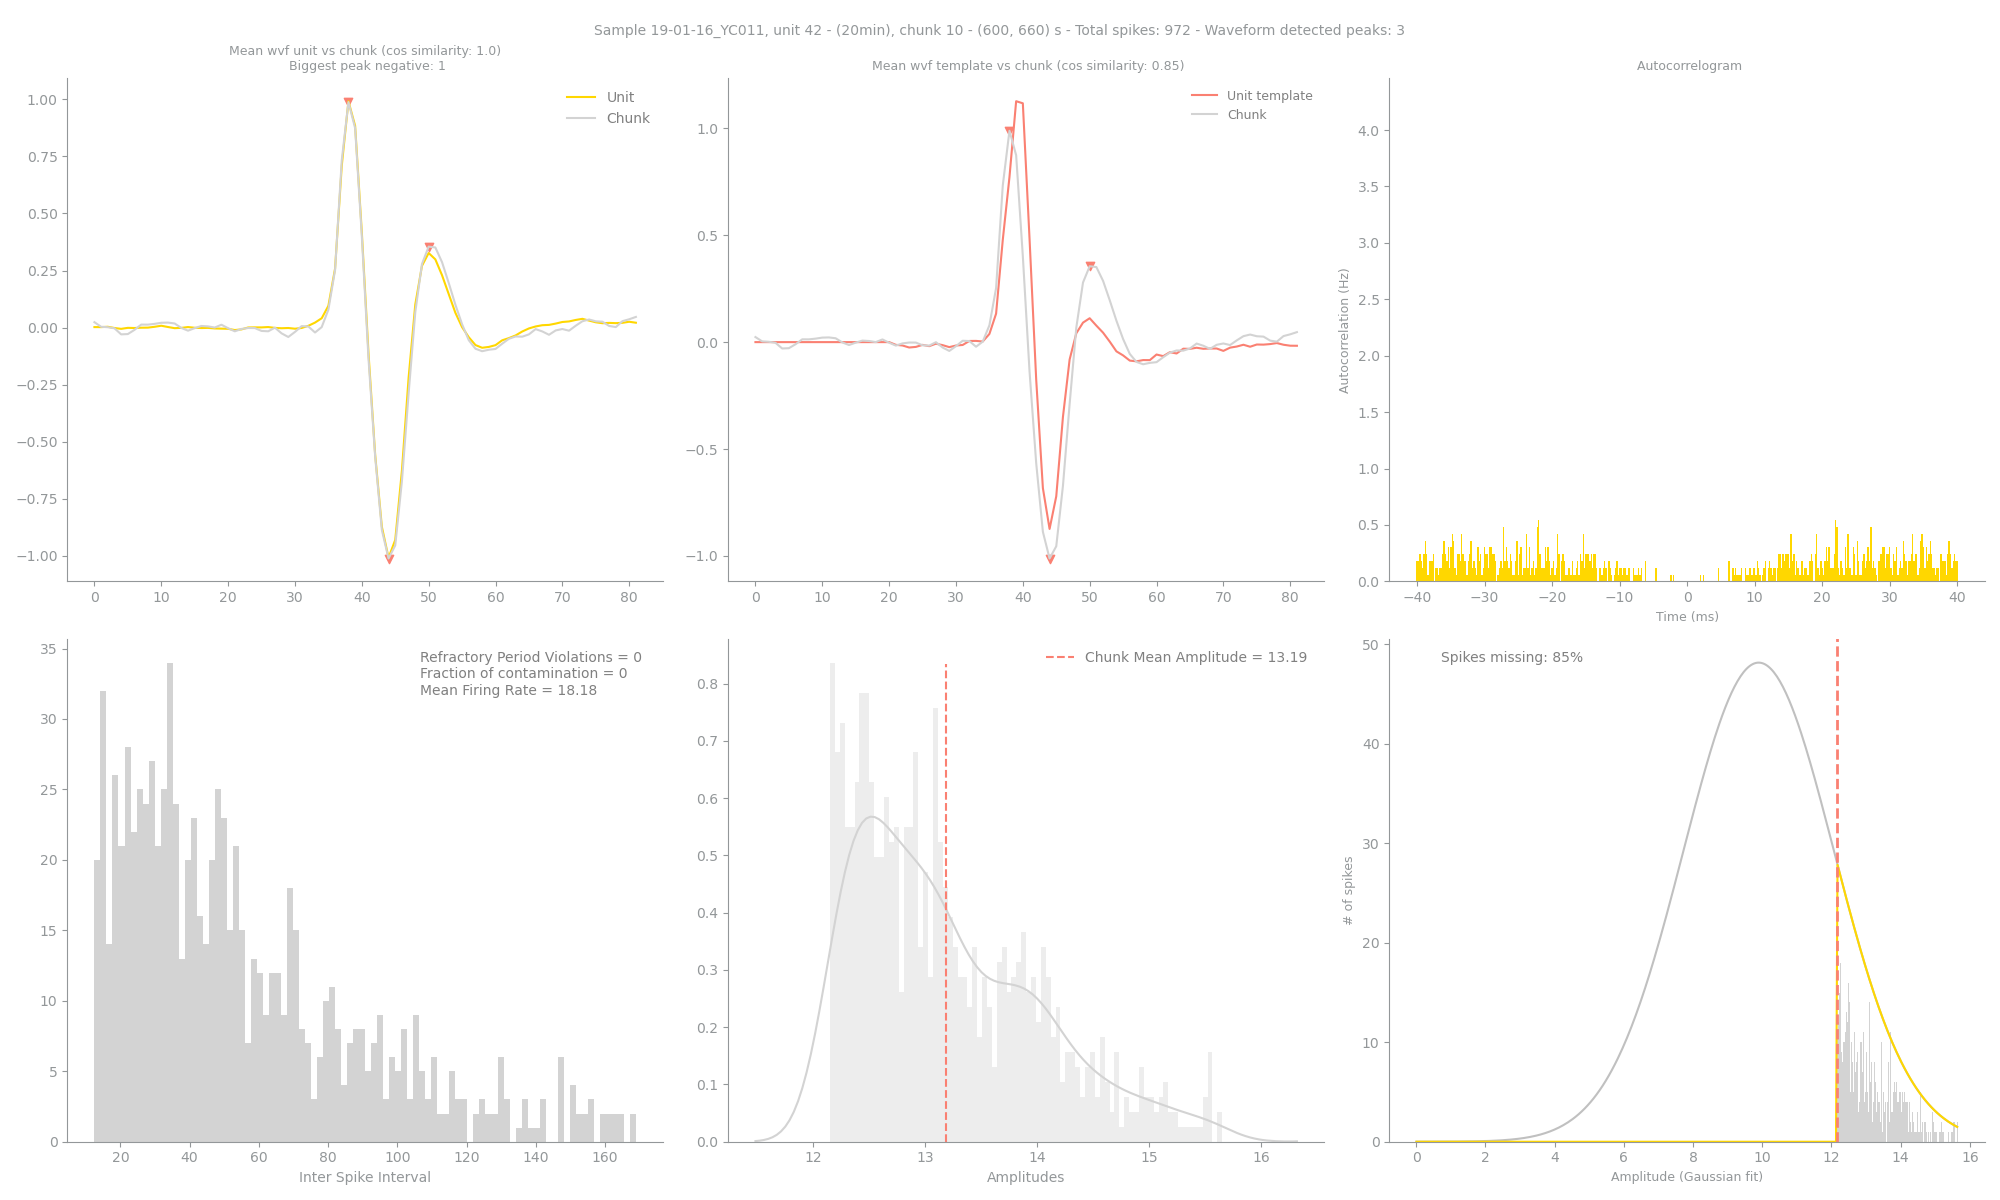 Sample 19-01-16_YC011, unit 42 - (20min), chunk 10 - (600, 660) s - Total spikes: 972 - Waveform detected peaks: 3
Mean wvf unit vs chunk (cos similarity: 1.0)
Biggest peak negative: 1
Unit
Chunk
1.00
0.75
0.50
0.25
0.00
−0.25
−0.50
−0.75
−1.00
0 10 20 30 40 50 60 70 80
Mean wvf template vs chunk (cos similarity: 0.85)
Unit template
Chunk
1.0
0.5
0.0
−0.5
−1.0
0 10 20 30 40 50 60 70 80
Autocorrelogram
Autocorrelation (Hz)
4.0
3.5
3.0
2.5
2.0
1.5
1.0
0.5
0.0
−40 −30 −20 −10 0 10 20 30 40
Time (ms)
Refractory Period Violations = 0
Fraction of contamination = 0
Mean Firing Rate = 18.18
35
30
25
20
15
10
5
0
20 40 60 80 100 120 140 160
Inter Spike Interval
Chunk Mean Amplitude = 13.19
0.8
0.7
0.6
0.5
0.4
0.3
0.2
0.1
0.0
12 13 14 15 16
Amplitudes
Spikes missing: 85%
# of spikes
50
40
30
20
10
0
0 2 4 6 8 10 12 14 16
Amplitude (Gaussian fit)